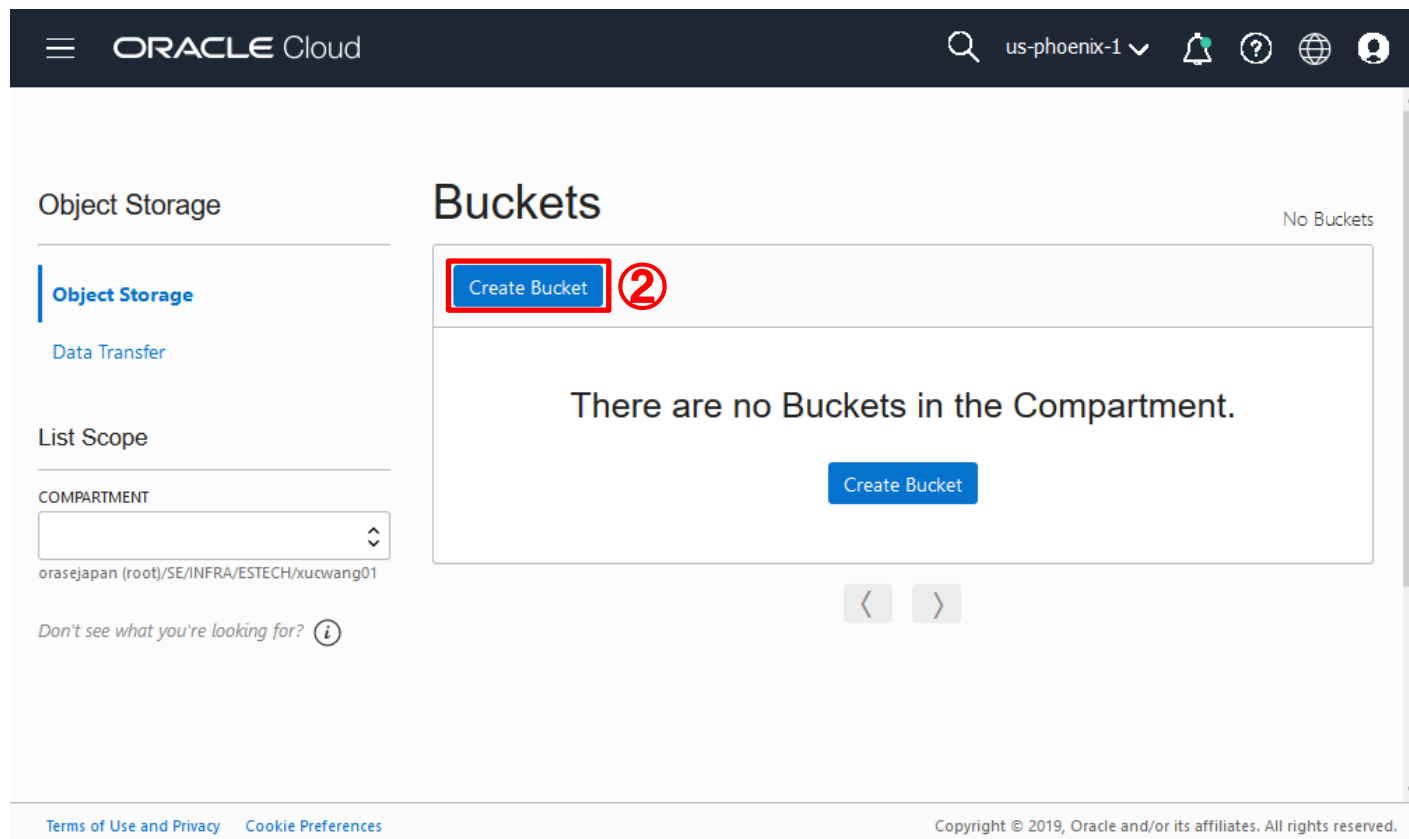 ORACLE Cloud
us-phoenix-1
Object Storage
Buckets
No Buckets
Object Storage
Create Bucket
②
Data Transfer
There are no Buckets in the Compartment.
List Scope
Create Bucket
COMPARTMENT
orasejapan (root)/SE/INFRA/ESTECH/xucwang01
Don't see what you're looking for?
Terms of Use and Privacy Cookie Preferences
Copyright © 2019, Oracle and/or its affiliates. All rights reserved.